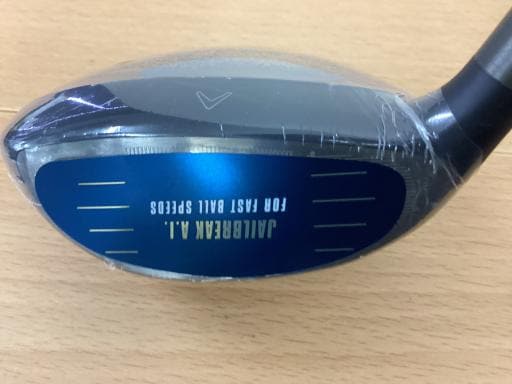 JAILBREAK A.I.
FOR FAST BALL SPEEDS